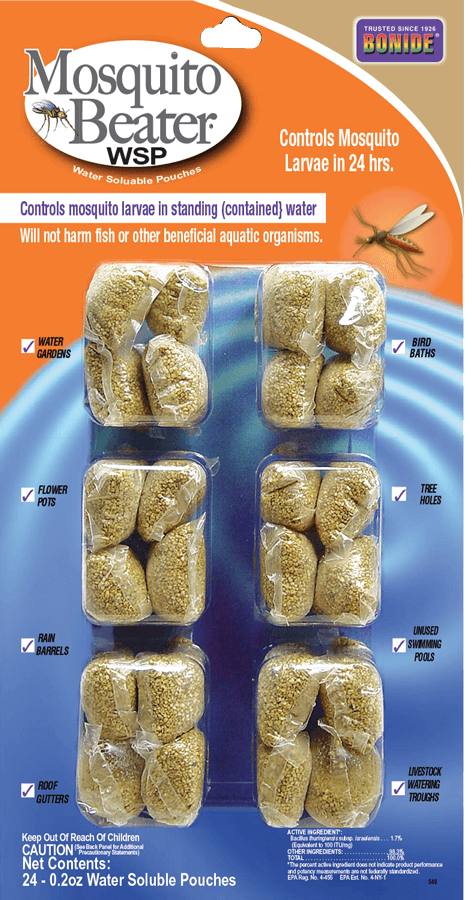 TRUSTED SINCE 1926
BONIDE®
Mosquito
Beater®
WSP
Water Soluable Pouches
Controls Mosquito
Larvae in 24 hrs.
Controls mosquito larvae in standing (contained} water
Will not harm fish or other beneficial aquatic organisms.
WATER
GARDENS
BIRD
BATHS
FLOWER
POTS
TREE
HOLES
RAIN
BARRELS
UNUSED
SWIMMING
POOLS
ROOF
GUTTERS
LIVESTOCK
WATERING
TROUGHS
Keep Out Of Reach Of Children
CAUTION (See Back Panel for Additional
Precautionary Statements)
Net Contents:
24 - 0.2oz Water Soluble Pouches
ACTIVE INGREDIENT*:
Bacillus thuringiensis subsp. israelensis . . . 1.7%
(Equivalent to 100 ITU/mg)
OTHER INGREDIENTS: . . . . . . . . . . . . . . . . 98.3%
TOTAL . . . . . . . . . . . . . . . . . . . . . . . . . . 100.0%
*The percent active ingredient does not indicate product performance
and potency measurements are not federally standardized.
EPA Reg. No. 4-455 EPA Est. No. 4-NY-1